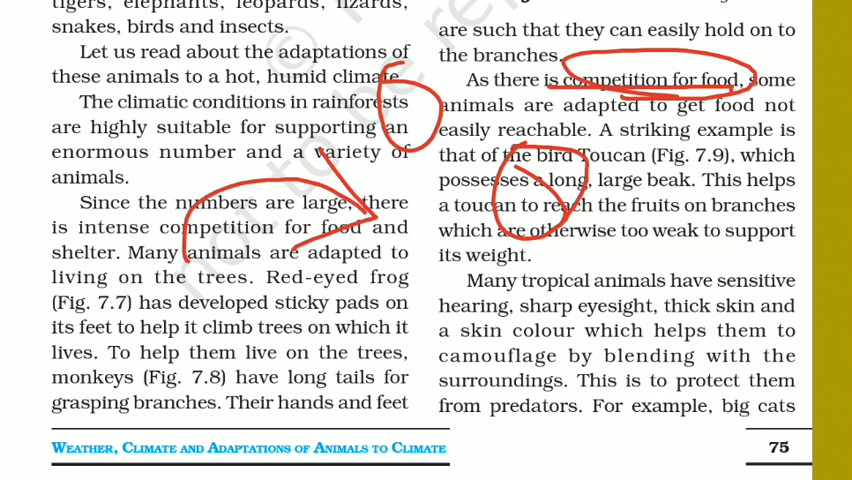 tigers, elephants, leopards, lizards,
snakes, birds and insects.
Let us read about the adaptations of
these animals to a hot, humid climate.
The climatic conditions in rainforests
are highly suitable for supporting an
enormous number and a variety of
animals.
Since the numbers are large, there
is intense competition for food and
shelter. Many animals are adapted to
living on the trees. Red-eyed frog
(Fig. 7.7) has developed sticky pads on
its feet to help it climb trees on which it
lives. To help them live on the trees,
monkeys (Fig. 7.8) have long tails for
grasping branches. Their hands and feet
are such that they can easily hold on to
the branches.
As there is competition for food, some
animals are adapted to get food not
easily reachable. A striking example is
that of the bird Toucan (Fig. 7.9), which
possesses a long, large beak. This helps
a toucan to reach the fruits on branches
which are otherwise too weak to support
its weight.
Many tropical animals have sensitive
hearing, sharp eyesight, thick skin and
a skin colour which helps them to
camouflage by blending with the
surroundings. This is to protect them
from predators. For example, big cats
WEATHER, CLIMATE AND ADAPTATIONS OF ANIMALS TO CLIMATE
75
not to be re